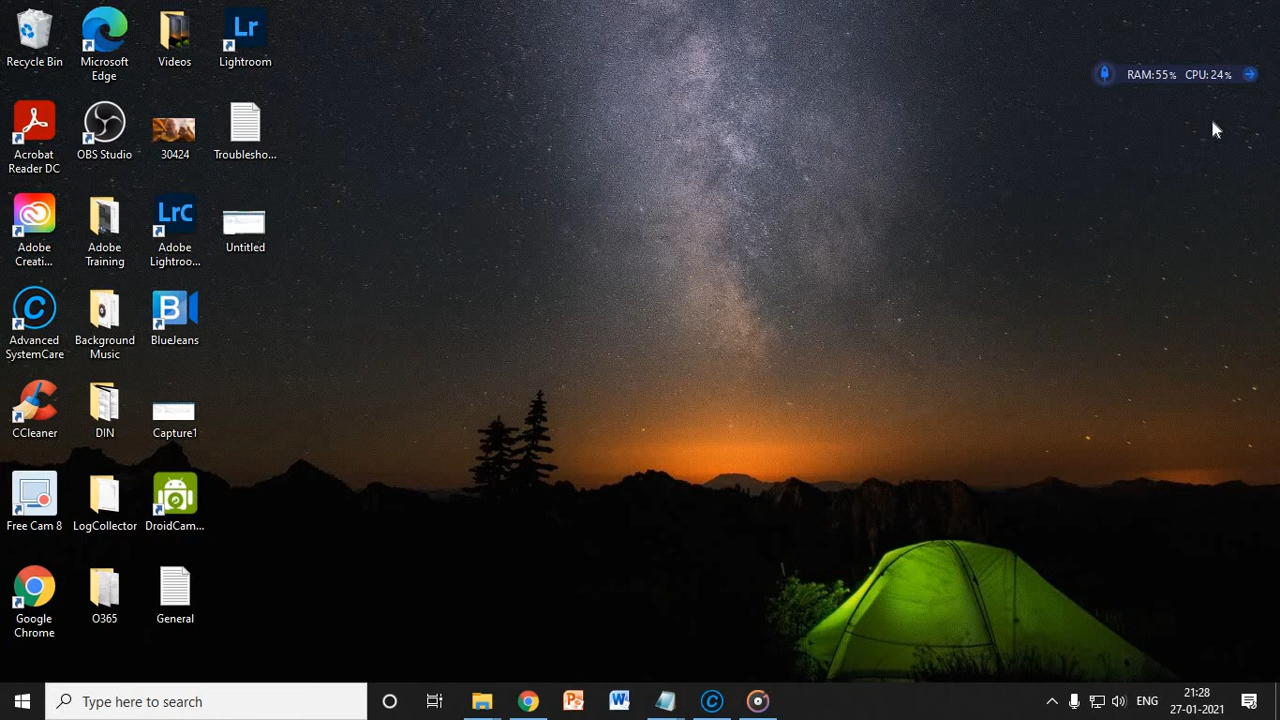 Recycle Bin
Microsoft
Edge
Videos
Lr
Lightroom
RAM:55% CPU:24%
Acrobat
Reader DC
OBS Studio
30424
Troublesho...
Adobe
Creati...
Adobe
Training
LrC
Adobe
Lightroo...
Untitled
Advanced
SystemCare
Background
Music
B
BlueJeans
CCleaner
DIN
Capture1
Free Cam 8
LogCollector
DroidCam...
Google
Chrome
O365
General
Type here to search
ENG
21:28
27-01-2021